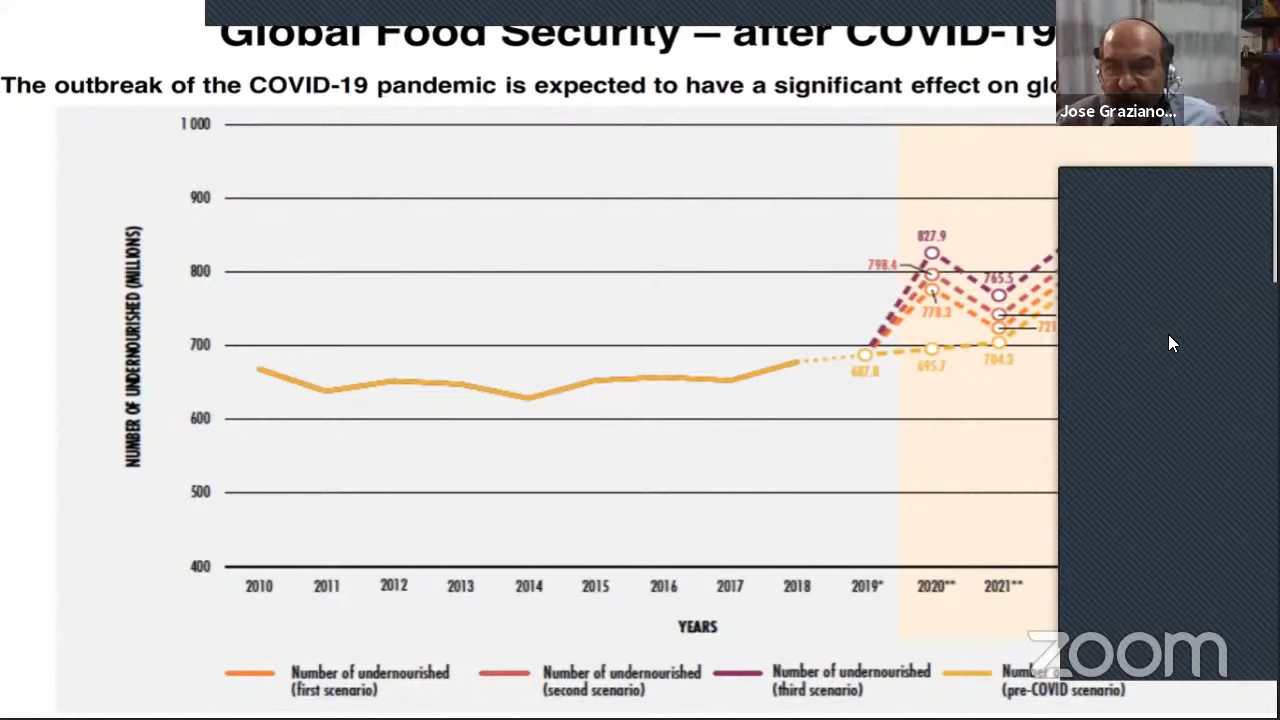 Global Food Security – after COVID-19
The outbreak of the COVID-19 pandemic is expected to have a significant effect on glo
Jose Graziano...
1 000
900
800
700
600
500
400
NUMBER OF UNDERNOURISHED (MILLIONS)
827.9
798.4
778.3
765.5
721
687.8
695.7
704.3
2010 2011 2012 2013 2014 2015 2016 2017 2018 2019* 2020** 2021**
YEARS
Number of undernourished
(first scenario)
Number of undernourished
(second scenario)
Number of undernourished
(third scenario)
(pre-COVID scenario)
zoom